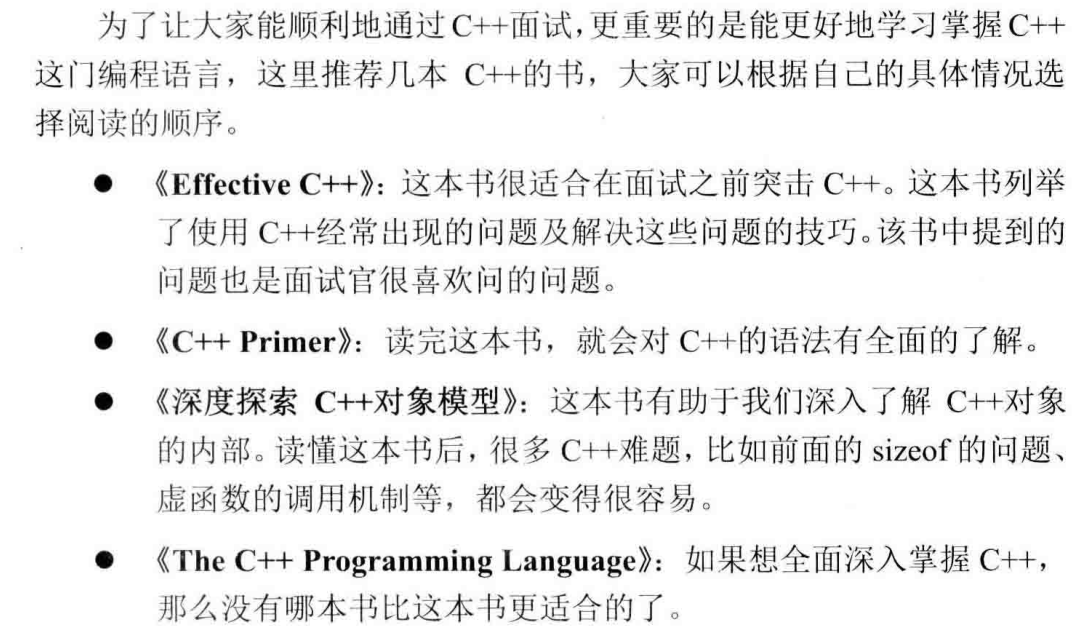 为了让大家能顺利地通过C++面试,更重要的是能更好地学习掌握C++
这门编程语言，这里推荐几本 C++的书，大家可以根据自己的具体情况选
择阅读的顺序。
● 《Effective C++》：这本书很适合在面试之前突击 C++。这本书列举
了使用 C++经常出现的问题及解决这些问题的技巧。该书中提到的
问题也是面试官很喜欢问的问题。
● 《C++ Primer》：读完这本书，就会对 C++的语法有全面的了解。
● 《深度探索 C++对象模型》：这本书有助于我们深入了解 C++对象
的内部。读懂这本书后，很多 C++难题，比如前面的 sizeof 的问题、
虚函数的调用机制等，都会变得很容易。
● 《The C++ Programming Language》：如果想全面深入掌握 C++，
那么没有哪本书比这本书更适合的了。